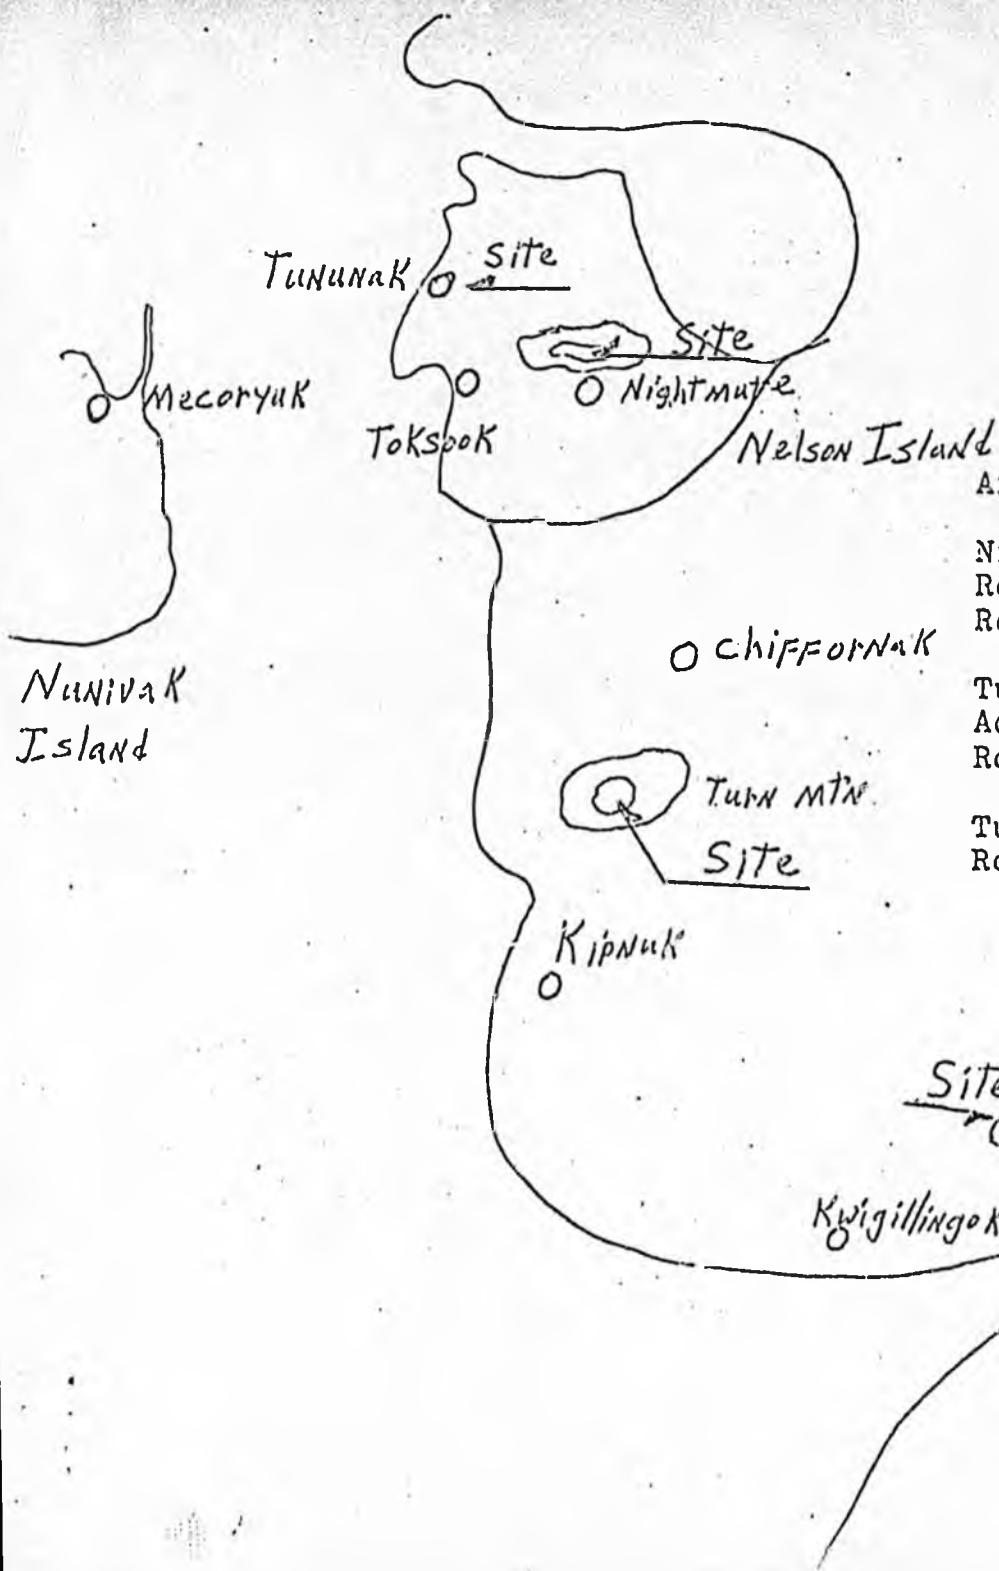 Tununak
Site
Site
Mecoryuk
Nightmute
Toksook
Nelson Island
Chiffornak
Nunivak
Island
Turn mtn.
Site
Kipnuk
Site
Kwigillingok